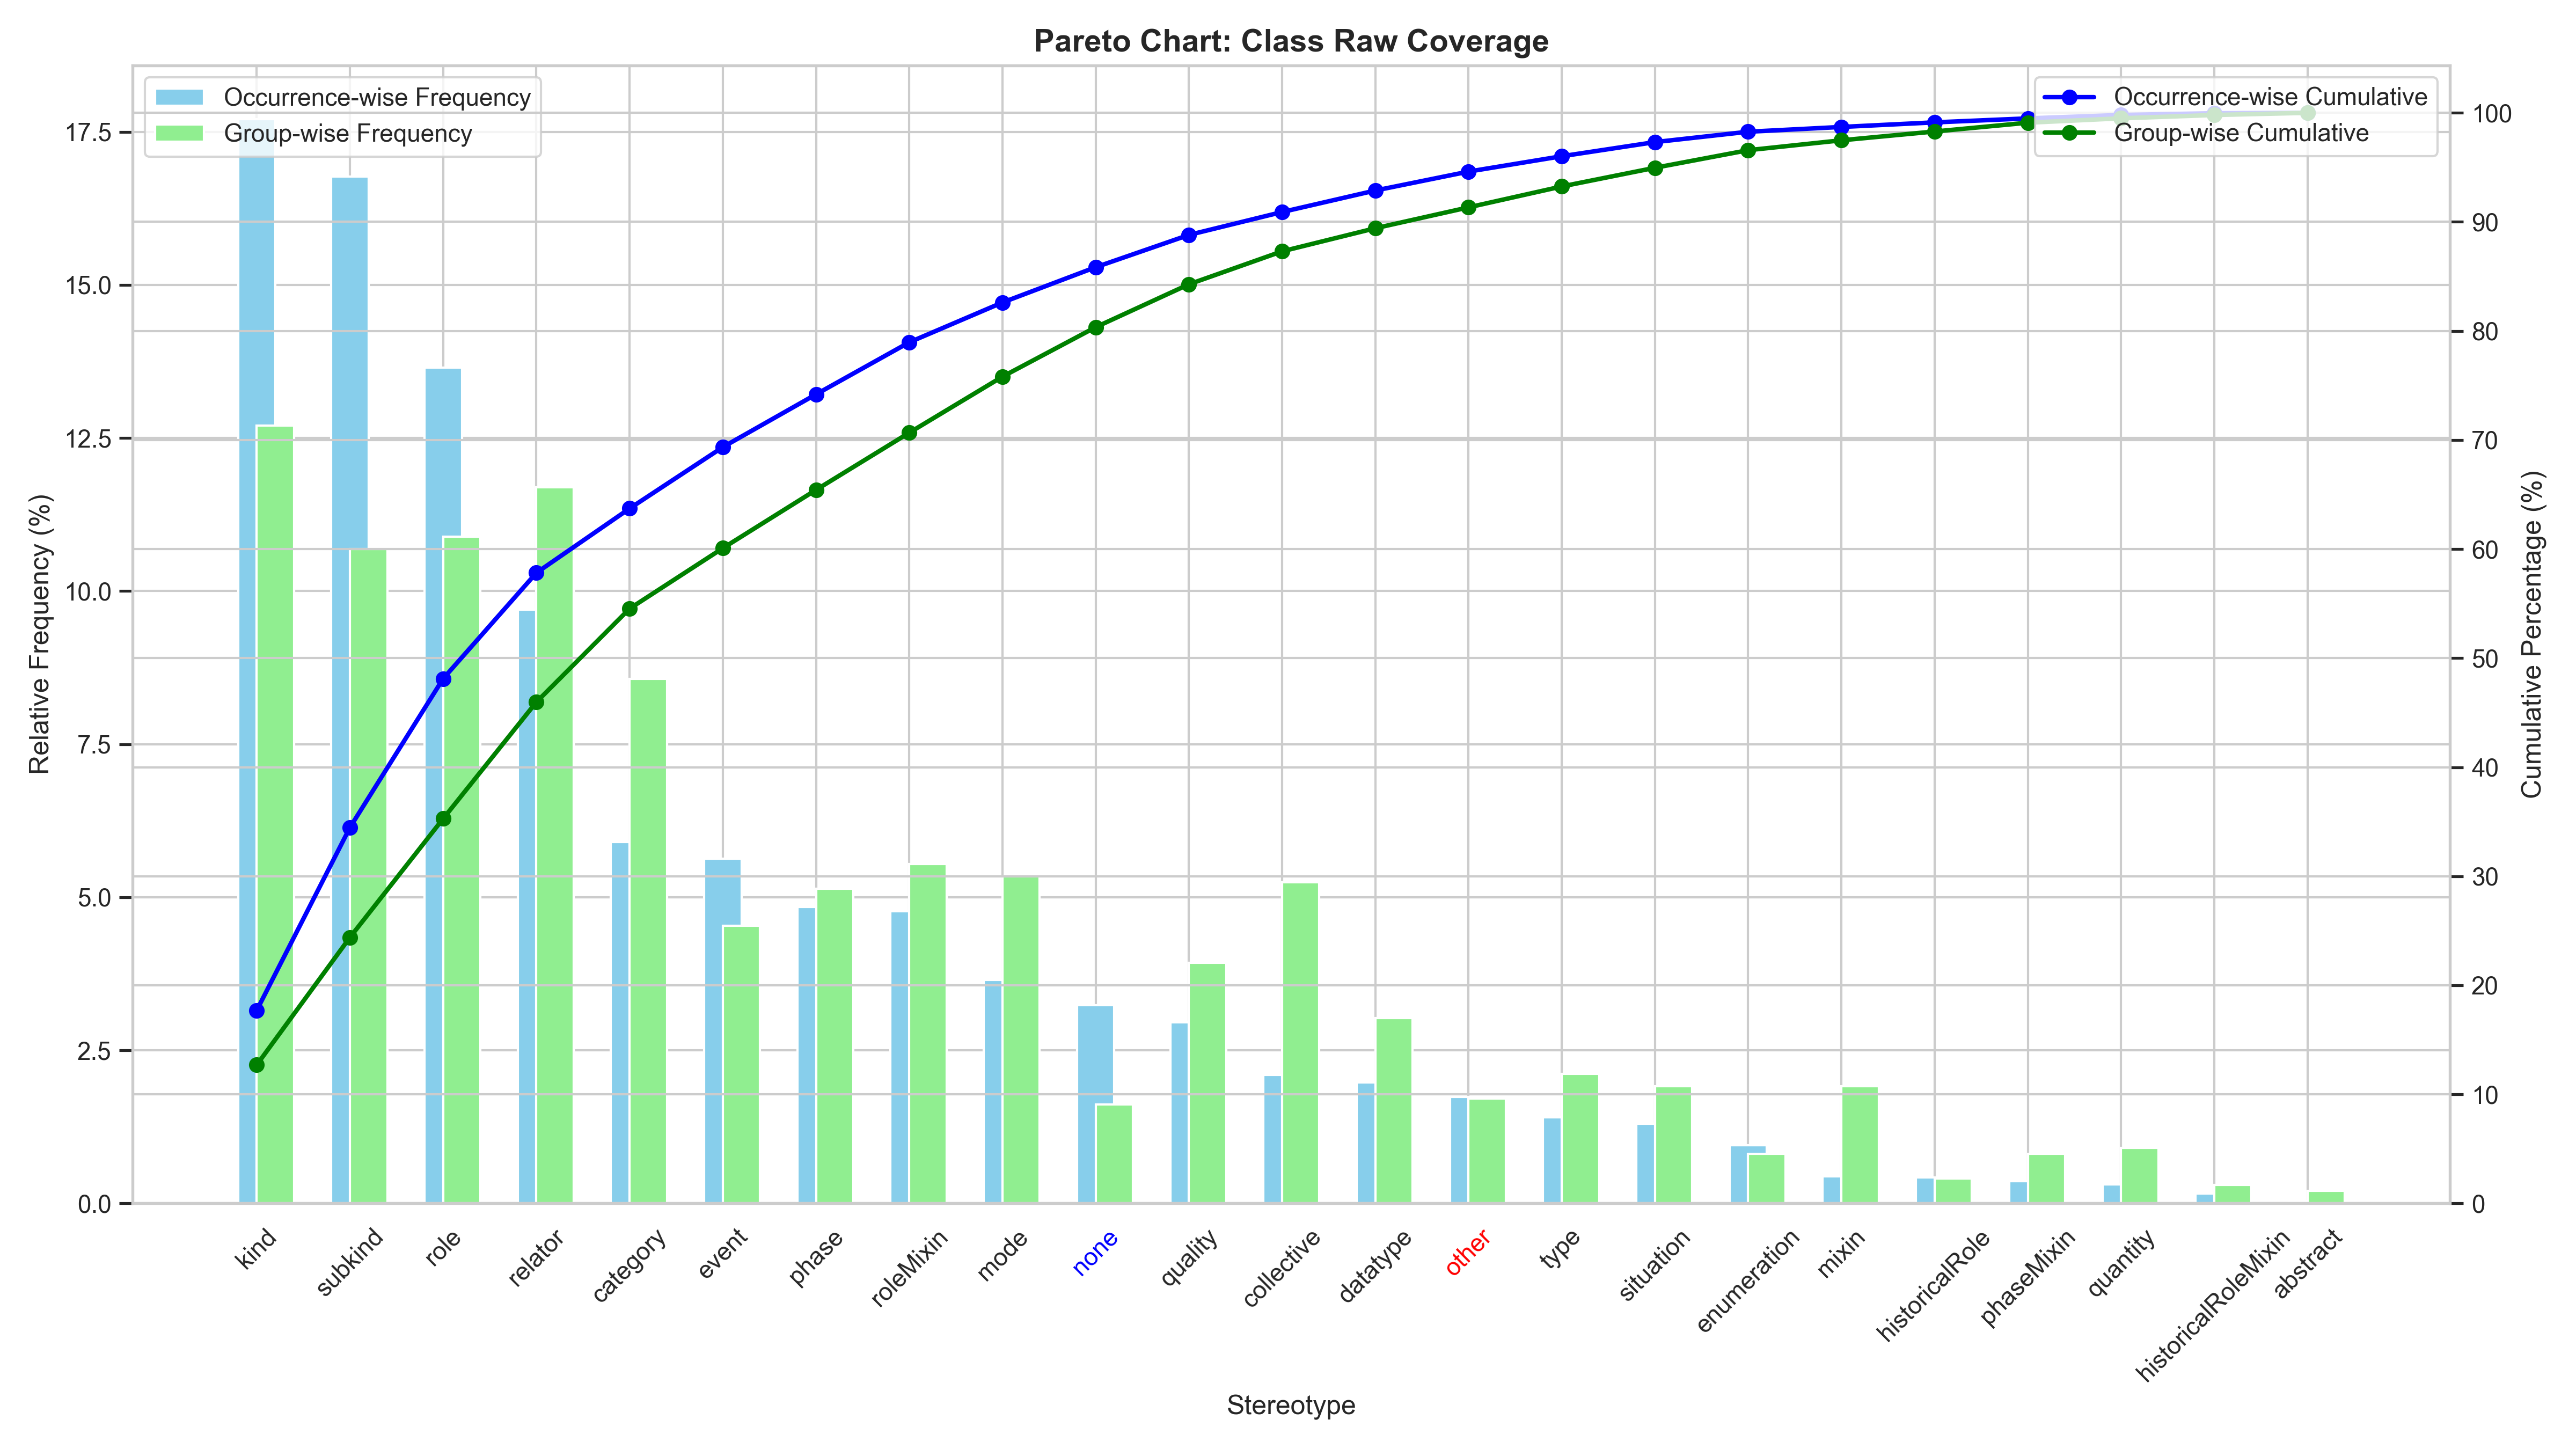 Pareto Chart: Class Raw Coverage
Occurrence-wise Frequency
Group-wise Frequency
Occurrence-wise Cumulative
Group-wise Cumulative
17.5
15.0
12.5
10.0
7.5
5.0
2.5
0.0
Relative Frequency (%)
100
90
80
70
60
50
40
30
20
10
0
Cumulative Percentage (%)
kind
subkind
role
relator
category
event
phase
roleMixin
mode
none
quality
collective
datatype
other
type
situation
enumeration
mixin
historicalRole
phaseMixin
quantity
historicalRoleMixin
abstract
Stereotype